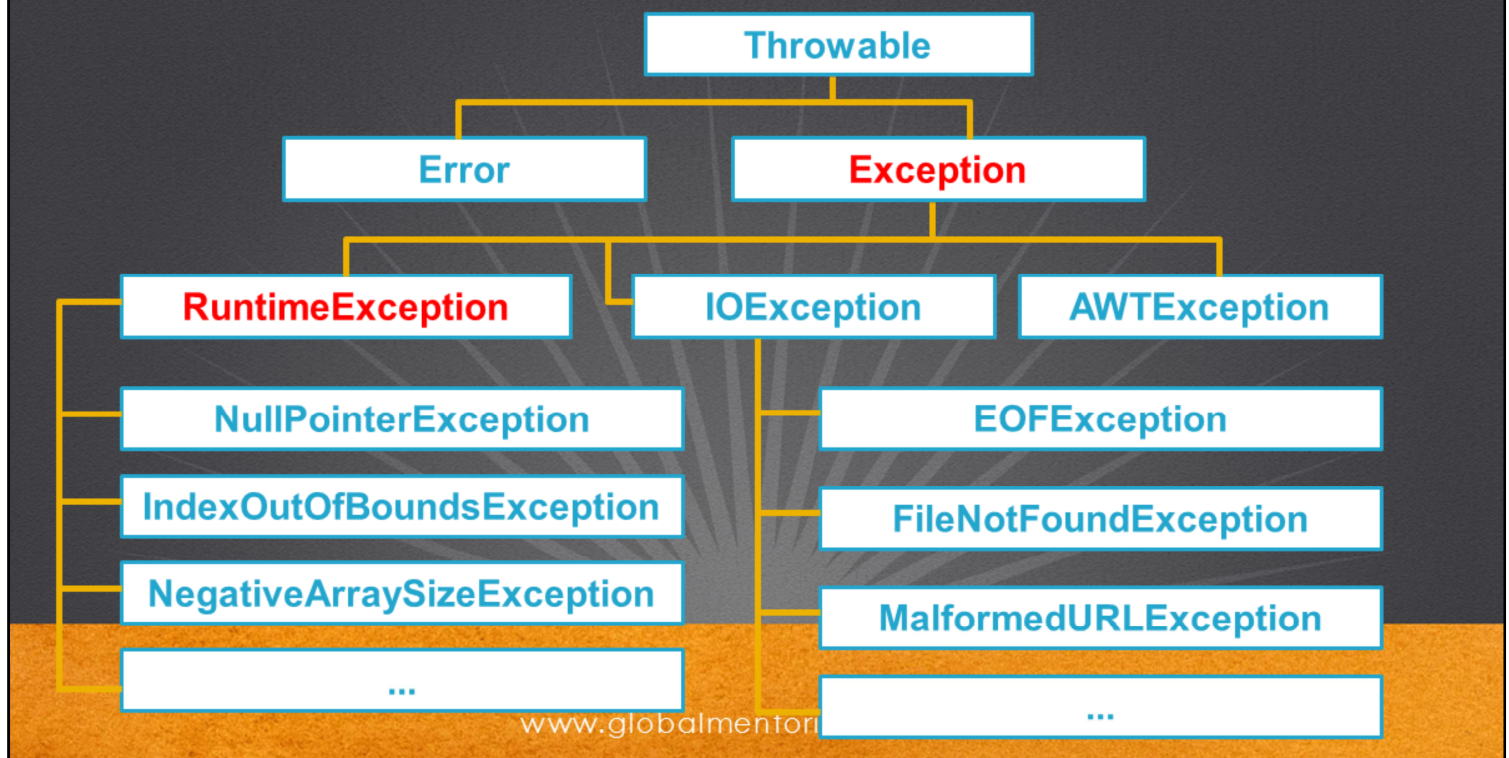 Throwable
Error
Exception
RuntimeException
IOException
AWTException
NullPointerException
EOFException
IndexOutOfBoundsException
FileNotFoundException
NegativeArraySizeException
MalformedURLException
...
...